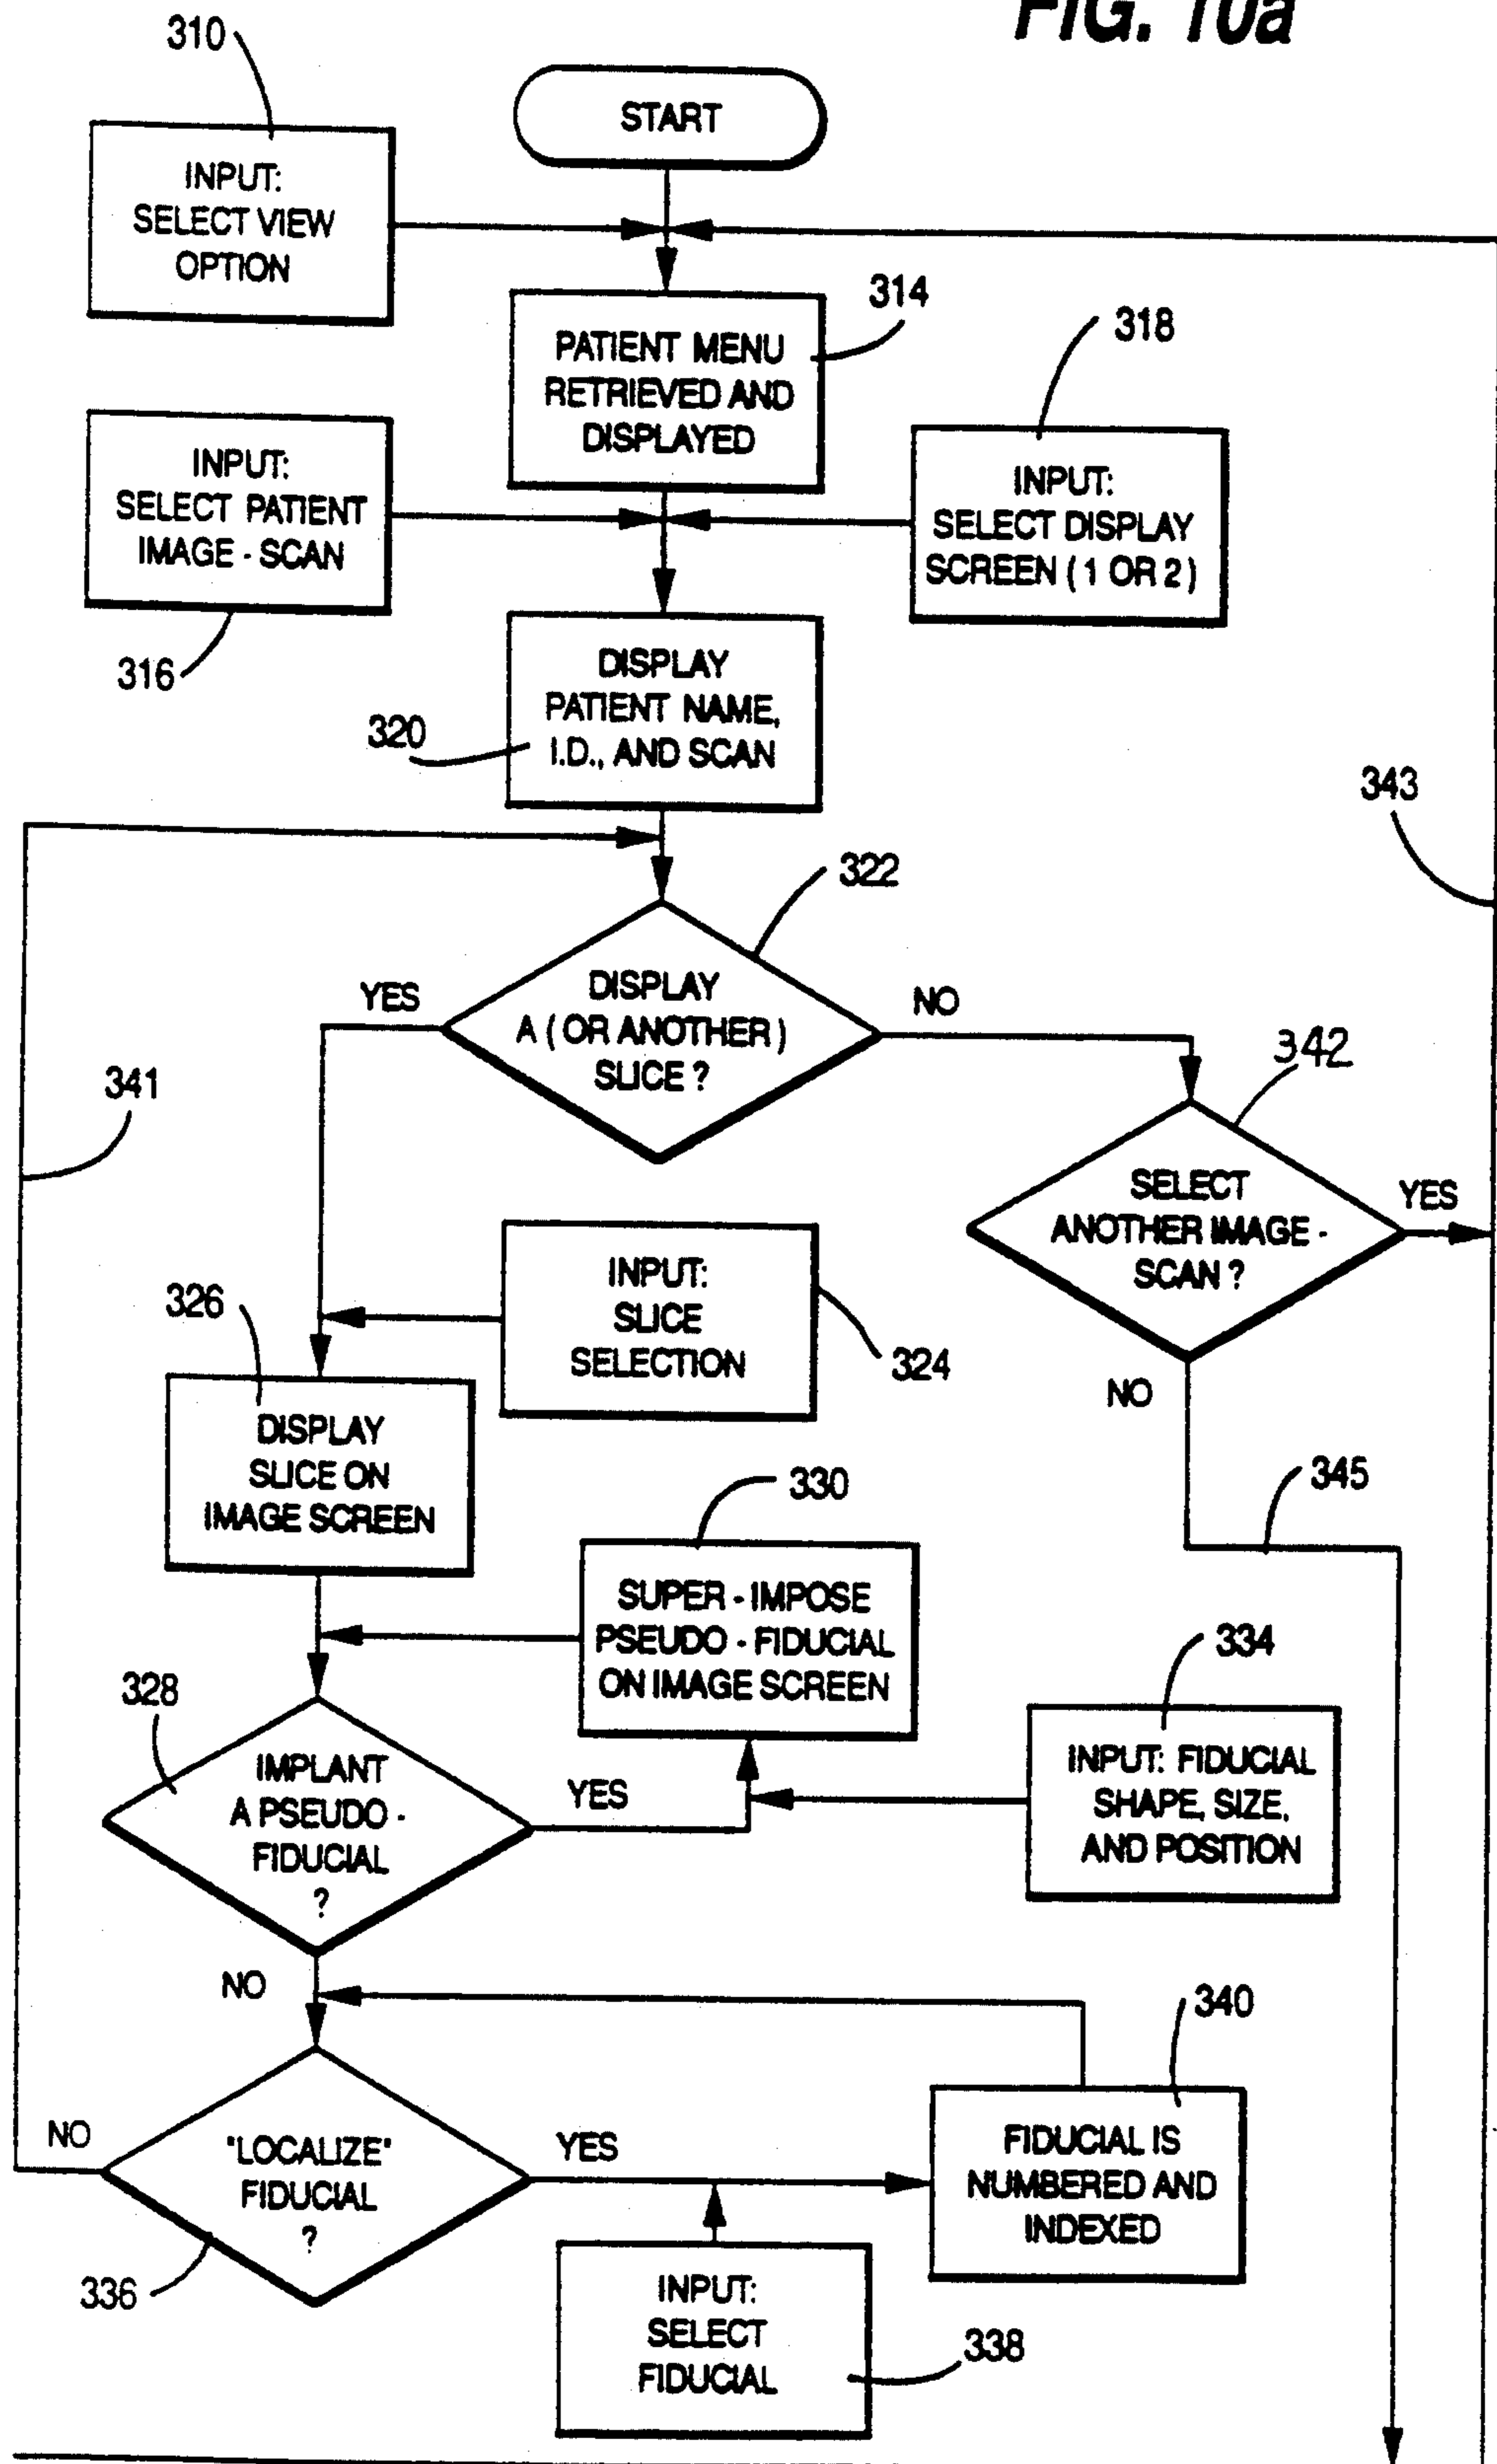 FIG. 10a
310
START
INPUT:
SELECT VIEW
OPTION
314
PATIENT MENU
RETRIEVED AND
DISPLAYED
318
INPUT:
SELECT PATIENT
IMAGE - SCAN
316
INPUT:
SELECT DISPLAY
SCREEN ( 1 OR 2 )
DISPLAY
PATIENT NAME,
I.D., AND SCAN
320
343
322
YES
DISPLAY
A ( OR ANOTHER )
SLICE ?
NO
342
341
SELECT
ANOTHER IMAGE -
SCAN ?
YES
NO
326
INPUT:
SLICE
SELECTION
324
DISPLAY
SLICE ON
IMAGE SCREEN
345
330
SUPER - IMPOSE
PSEUDO - FIDUCIAL
ON IMAGE SCREEN
334
328
IMPLANT
A PSEUDO -
FIDUCIAL
?
YES
INPUT: FIDUCIAL
SHAPE, SIZE,
AND POSITION
NO
340
NO
"LOCALIZE"
FIDUCIAL
?
YES
FIDUCIAL IS
NUMBERED AND
INDEXED
336
INPUT:
SELECT
FIDUCIAL
338